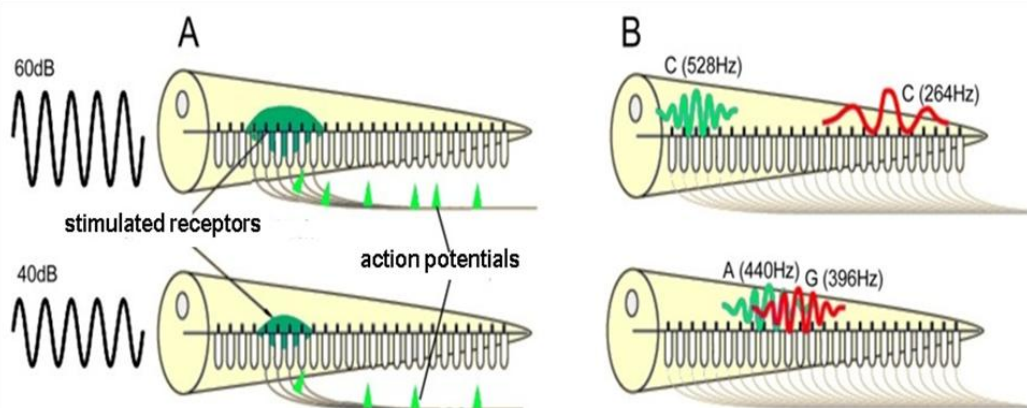 A
60dB
stimulated receptors
action potentials
40dB
B
C (528Hz)
C (264Hz)
A (440Hz)
G (396Hz)